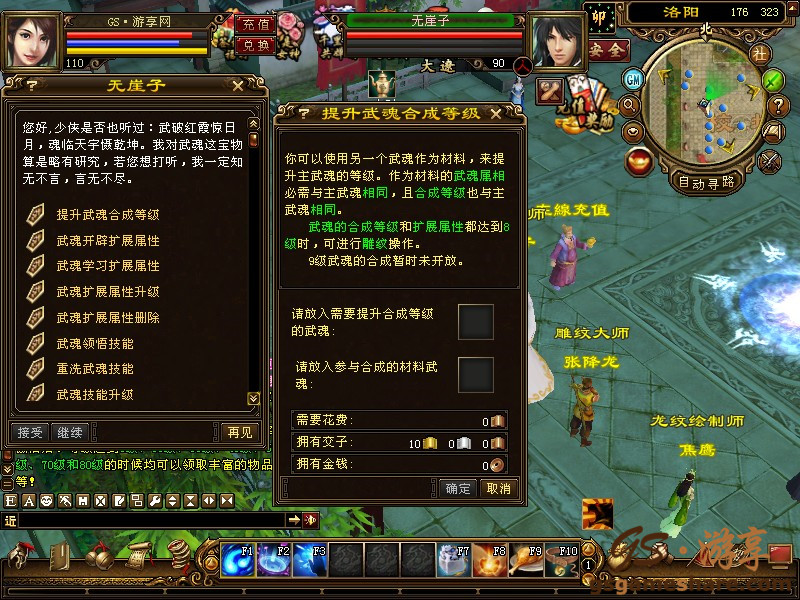 GS·游享网
110
充值
兑换
无崖子
大逵
90
卯
安全
洛阳 176 323
北
社
GM
自动寻路
无崖子
您好,少侠是否也听过：武破红霞惊日
月，魂临天宇慑乾坤。我对武魂这宝物
算是略有研究，若您想打听，我一定知
无不言，言无不尽。
提升武魂合成等级
武魂开辟扩展属性
武魂学习扩展属性
武魂扩展属性升级
武魂扩展属性删除
武魂领悟技能
重洗武魂技能
武魂技能升级
接受
继续
再见
提升武魂合成等级
你可以使用另一个武魂作为材料，来提
升主武魂的等级。作为材料的武魂属相
必需与主武魂相同，且合成等级也与主
武魂相同。
武魂的合成等级和扩展属性都达到8
级时，可进行雕纹操作。
9级武魂的合成暂时未开放。
请放入需要提升合成等级
的武魂：
请放入参与合成的材料武
魂：
需要花费： 0
拥有交子： 10 0 0
拥有金钱： 0
确定
取消
线充值
雕纹大师
张降龙
龙纹绘制师
焦鹰
级、70级和80级的时候均可以领取丰富的物品
等!
近
F1 F2 F3 F7 F8 F9 F10
1
GS·游享